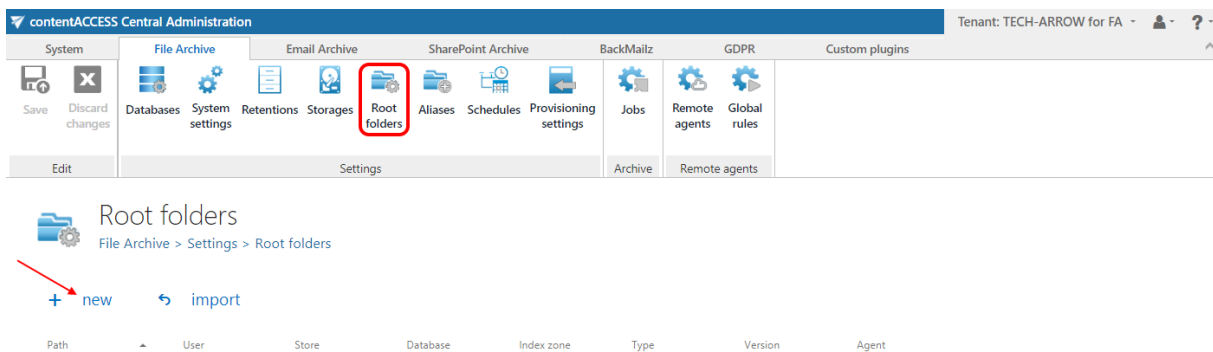 contentACCESS Central Administration Tenant: TECH-ARROW for FA ?
System File Archive Email Archive SharePoint Archive BackMailz GDPR Custom plugins
Save Discard changes Databases System settings Retentions Storages Root folders Aliases Schedules Provisioning settings Jobs Remote agents Global rules
Edit Settings Archive Remote agents
Root folders
File Archive > Settings > Root folders
+ new import
Path User Store Database Index zone Type Version Agent